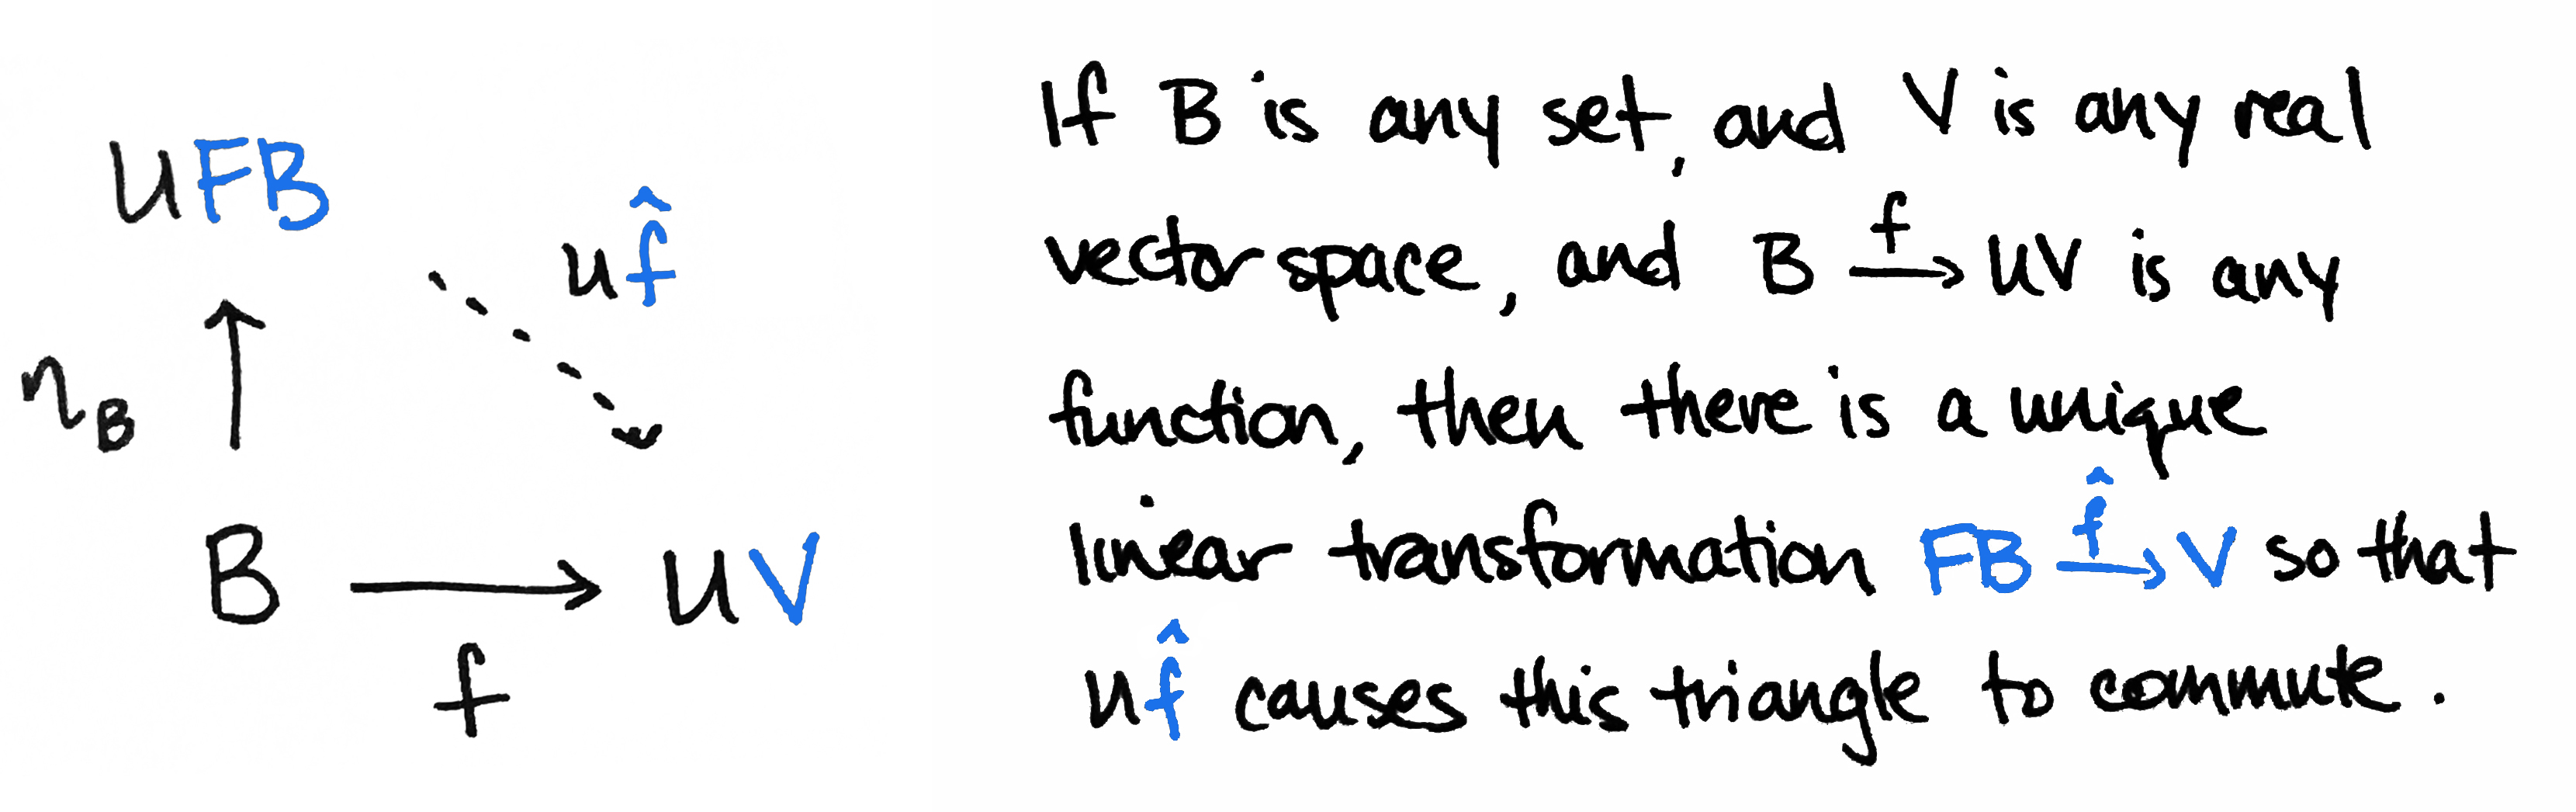 UFB
Uf̂
η_B
B → UV
f
If B is any set, and V is any real
vector space, and B →^f UV is any
function, then there is a unique
linear transformation FB →^f̂ V so that
Uf̂ causes this triangle to commute.